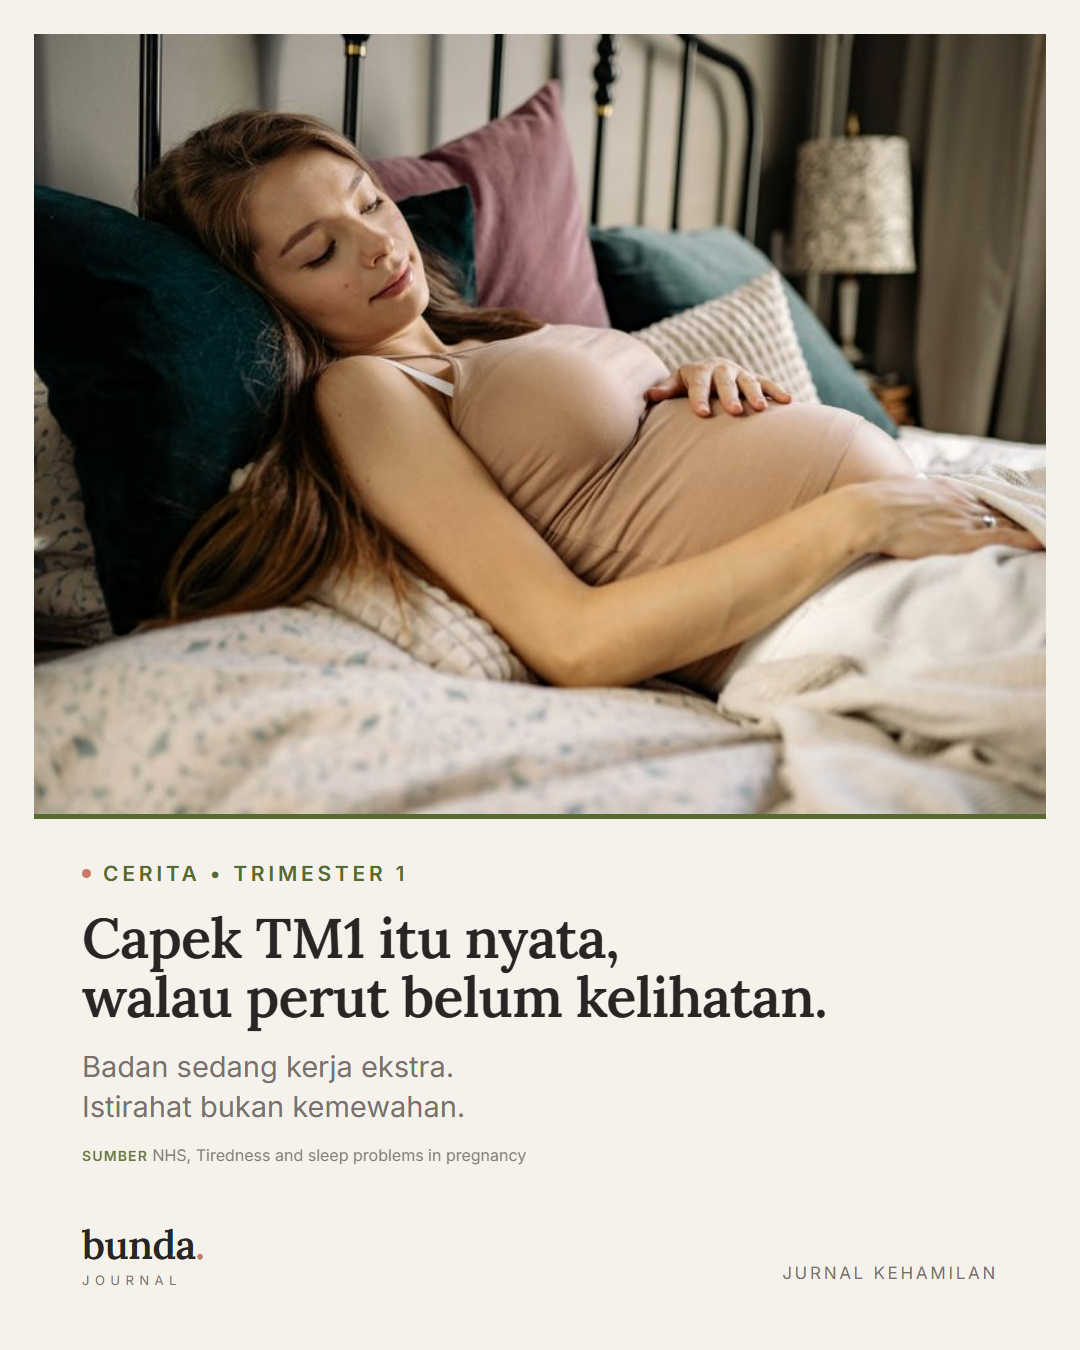 CERITA • TRIMESTER 1
Capek TM1 itu nyata,
walau perut belum kelihatan.
Badan sedang kerja ekstra.
Istirahat bukan kemewahan.
SUMBER NHS, Tiredness and sleep problems in pregnancy
bunda.
JOURNAL
JURNAL KEHAMILAN